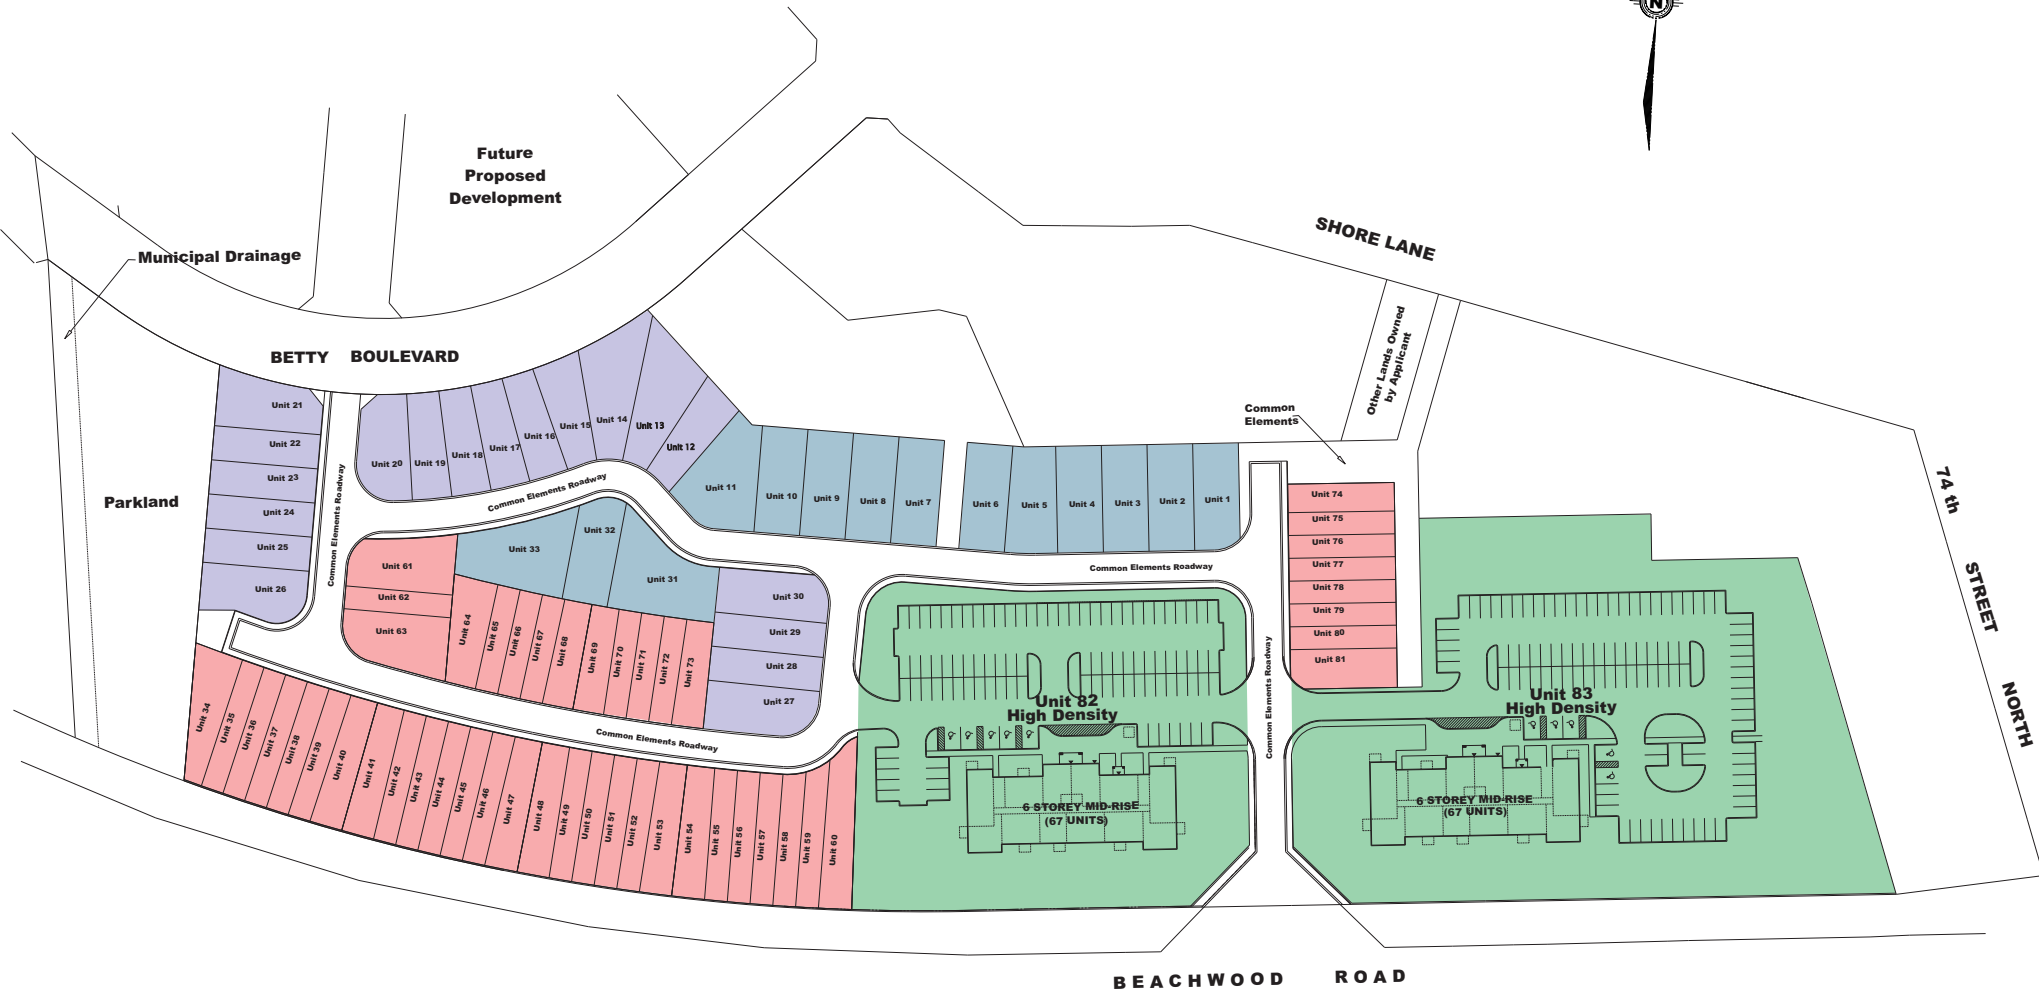 N
Future
Proposed
Development
Municipal Drainage
SHORE LANE
BETTY BOULEVARD
Other Lands Owned
by Applicant
Common
Elements
Parkland
74 th STREET NORTH
Unit 21
Unit 22
Unit 23
Unit 24
Unit 25
Unit 26
Common Elements Roadway
Unit 20
Unit 19
Unit 18
Unit 17
Unit 16
Unit 15
Unit 14
Unit 13
Unit 12
Common Elements Roadway
Unit 11
Unit 10
Unit 9
Unit 8
Unit 7
Unit 6
Unit 5
Unit 4
Unit 3
Unit 2
Unit 1
Common Elements Roadway
Unit 74
Unit 75
Unit 76
Unit 77
Unit 78
Unit 79
Unit 80
Unit 81
Unit 33
Unit 32
Unit 31
Unit 61
Unit 62
Unit 63
Unit 64
Unit 65
Unit 66
Unit 67
Unit 68
Unit 69
Unit 70
Unit 71
Unit 72
Unit 73
Unit 30
Unit 29
Unit 28
Unit 27
Common Elements Roadway
Unit 34
Unit 35
Unit 36
Unit 37
Unit 38
Unit 39
Unit 40
Unit 41
Unit 42
Unit 43
Unit 44
Unit 45
Unit 46
Unit 47
Unit 48
Unit 49
Unit 50
Unit 51
Unit 52
Unit 53
Unit 54
Unit 55
Unit 56
Unit 57
Unit 58
Unit 59
Unit 60
Unit 82
High Density
6 STOREY MID-RISE
(67 UNITS)
Common Elements Roadway
Unit 83
High Density
6 STOREY MID-RISE
(67 UNITS)
BEACHWOOD ROAD